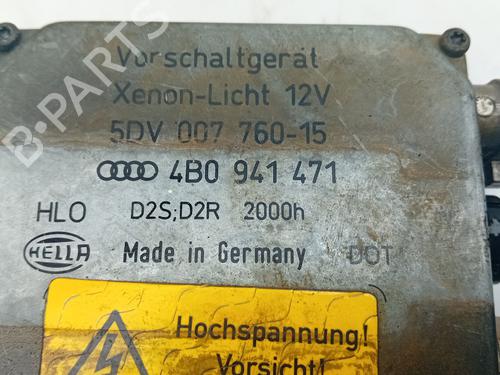 Vorschaltgerät
Xenon-Licht 12V
5DV 007 760-15
4B0 941 471
HLO D2S;D2R 2000h
HELLA Made in Germany DOT
Hochspannung!
Vorsicht!